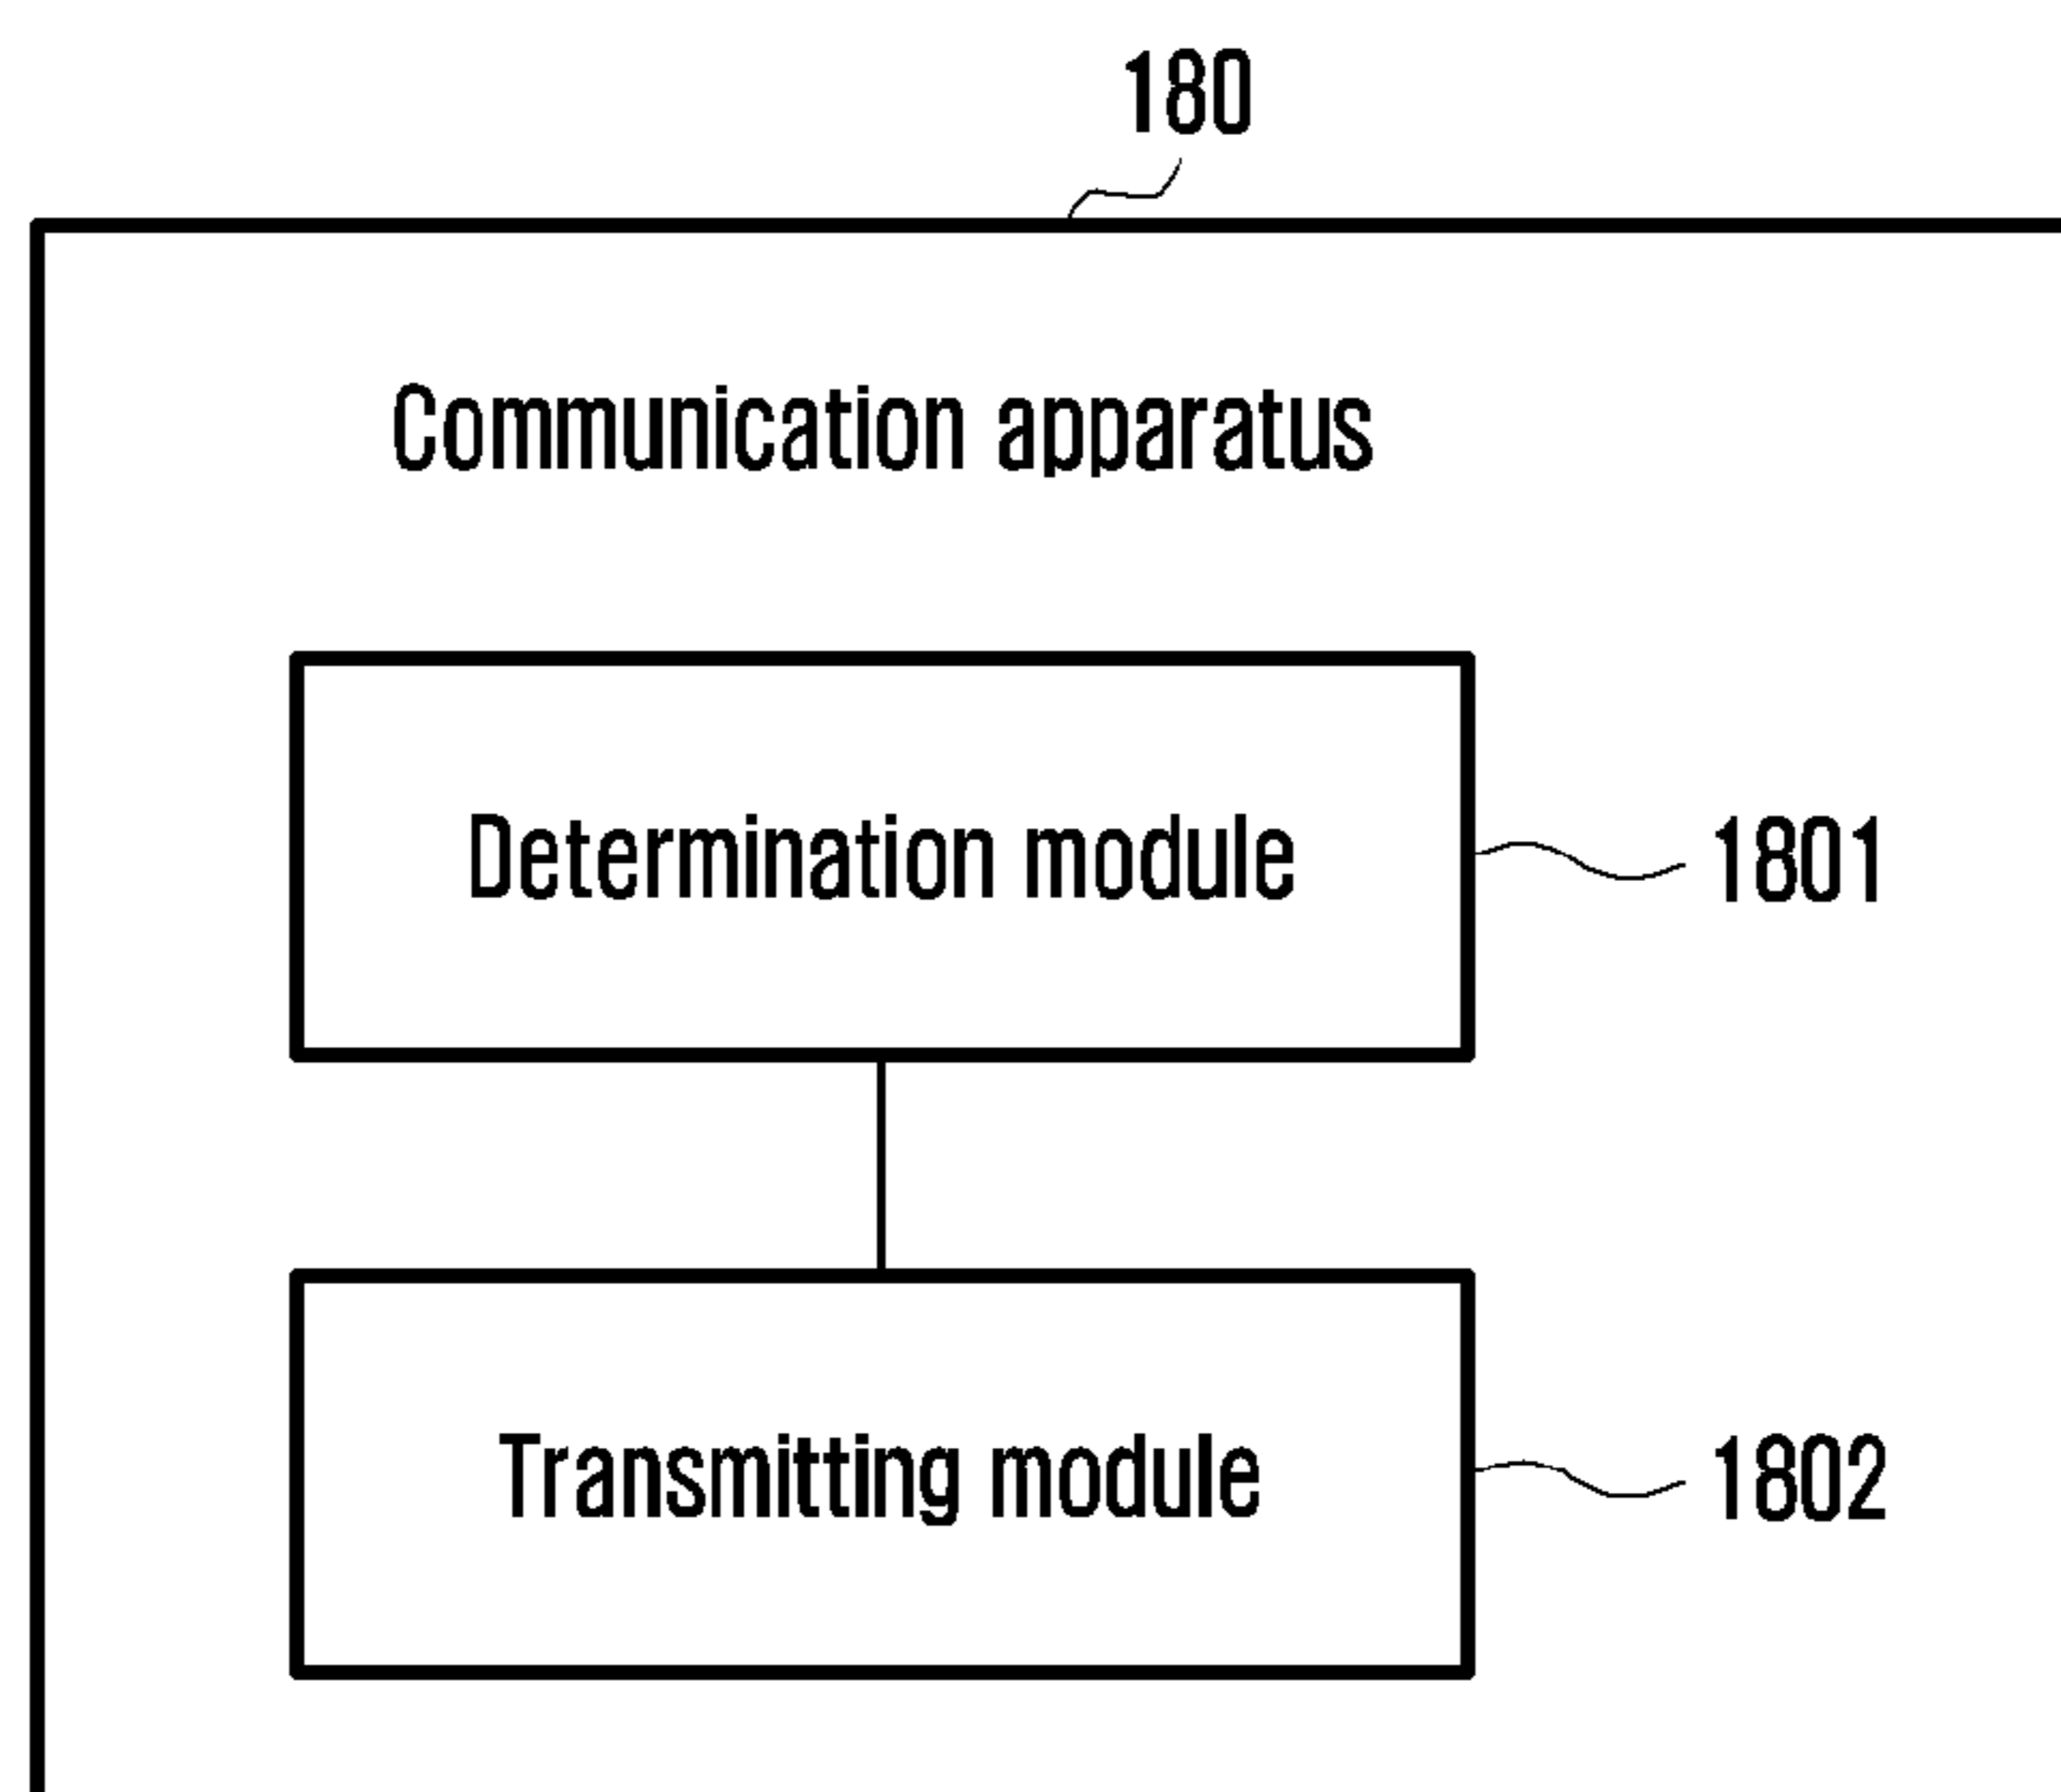 180
Communication apparatus
Determination module
1801
Transmitting module
1802